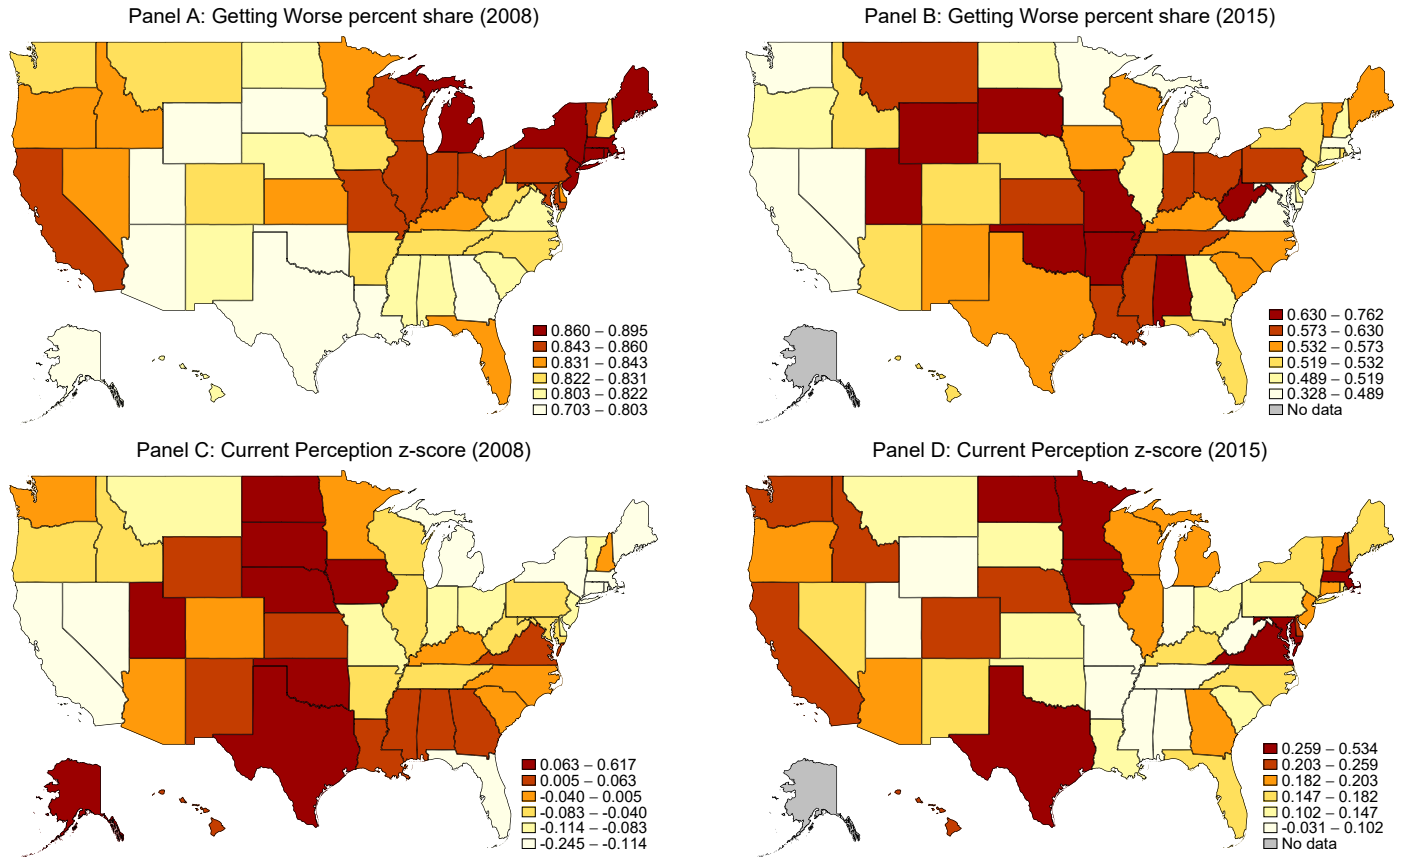 Panel A: Getting Worse percent share (2008)
0.860 – 0.895
0.843 – 0.860
0.831 – 0.843
0.822 – 0.831
0.803 – 0.822
0.703 – 0.803
Panel B: Getting Worse percent share (2015)
0.630 – 0.762
0.573 – 0.630
0.532 – 0.573
0.519 – 0.532
0.489 – 0.519
0.328 – 0.489
No data
Panel C: Current Perception z-score (2008)
0.063 – 0.617
0.005 – 0.063
-0.040 – 0.005
-0.083 – -0.040
-0.114 – -0.083
-0.245 – -0.114
Panel D: Current Perception z-score (2015)
0.259 – 0.534
0.203 – 0.259
0.182 – 0.203
0.147 – 0.182
0.102 – 0.147
-0.031 – 0.102
No data